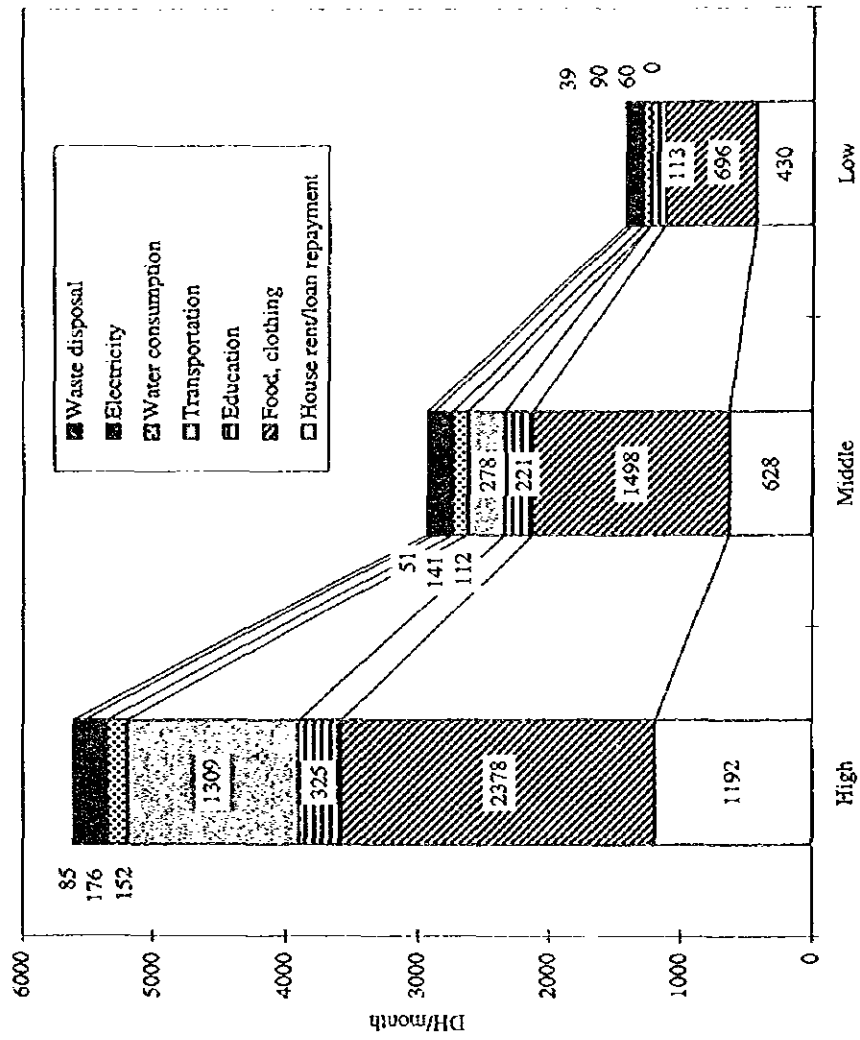 6000
5000
4000
3000
2000
1000
0
DH/month
Waste disposal
Electricity
Water consumption
Transportation
Education
Food, clothing
House rent/loan repayment
85
176
152
1309
325
2378
1192
51
141
112
278
221
1498
628
39
90
60
0
113
696
430
High
Middle
Low